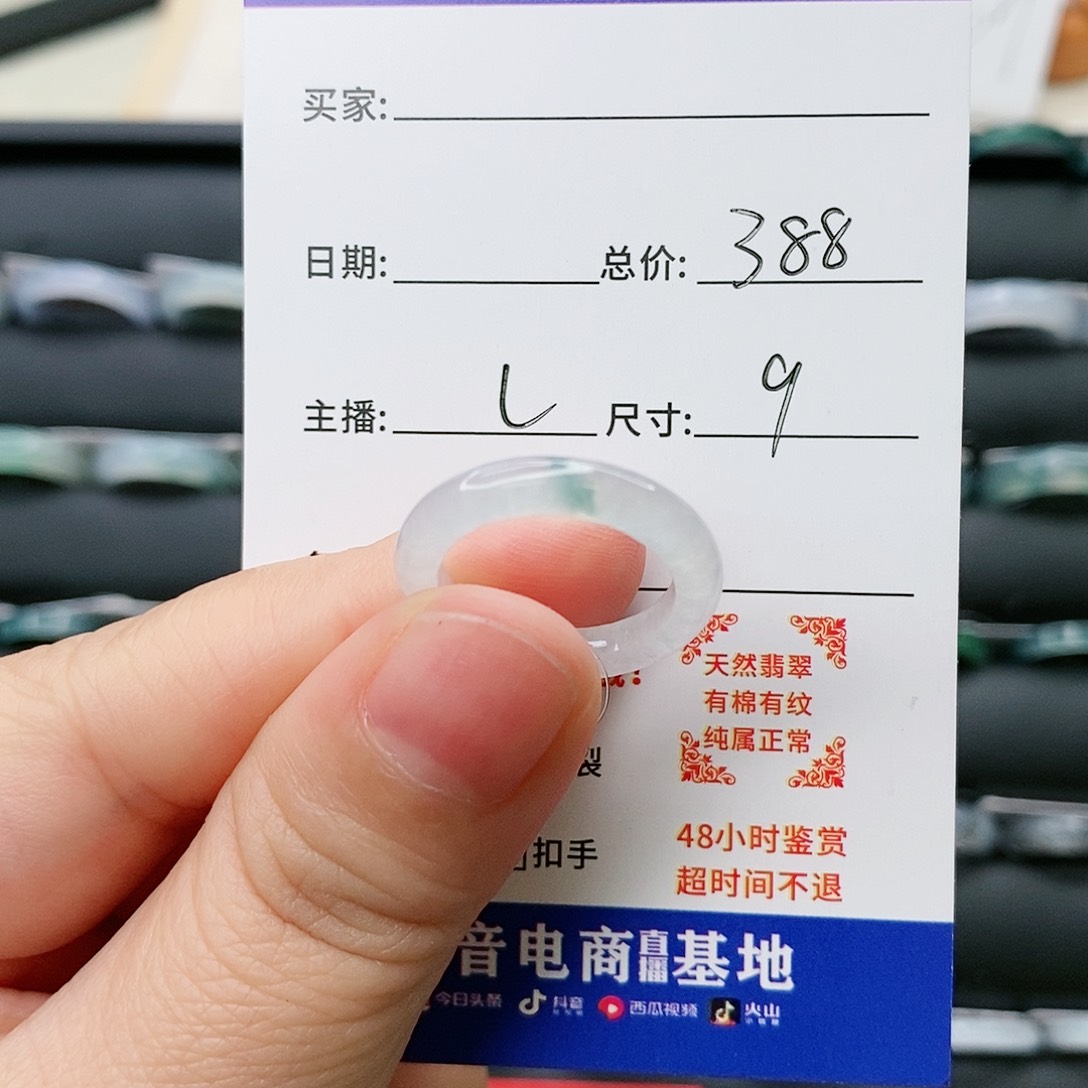 买家:
日期: 总价: 388
主播: L 尺寸: 9
天然翡翠
有棉有纹
纯属正常
裂
扣手
48小时鉴赏
超时间不退
音电商直播基地
今日头条 抖音 西瓜视频 火山